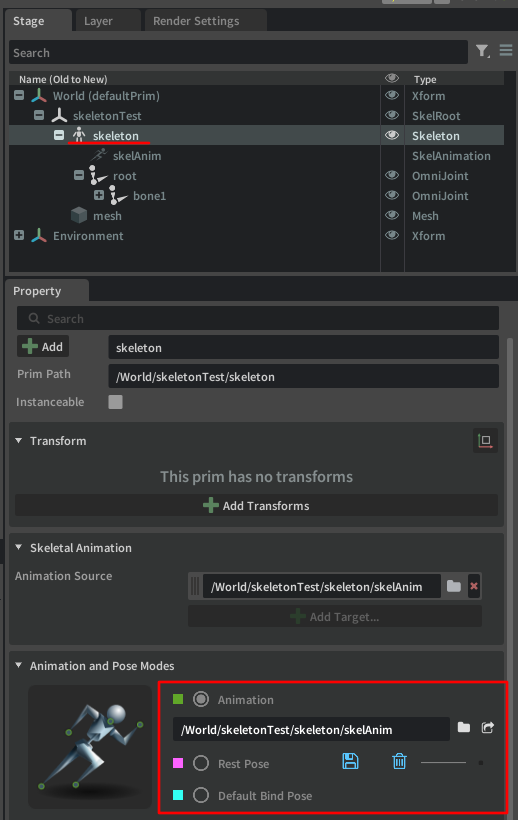 Stage Layer Render Settings
Search
Name (Old to New) Type
World (defaultPrim) Xform
skeletonTest SkelRoot
skeleton Skeleton
skelAnim SkelAnimation
root OmniJoint
bone1 OmniJoint
mesh Mesh
Environment Xform
Property
Search
Add skeleton
Prim Path /World/skeletonTest/skeleton
Instanceable
Transform
This prim has no transforms
Add Transforms
Skeletal Animation
Animation Source /World/skeletonTest/skeleton/skelAnim
Add Target...
Animation and Pose Modes
Animation
/World/skeletonTest/skeleton/skelAnim
Rest Pose
Default Bind Pose